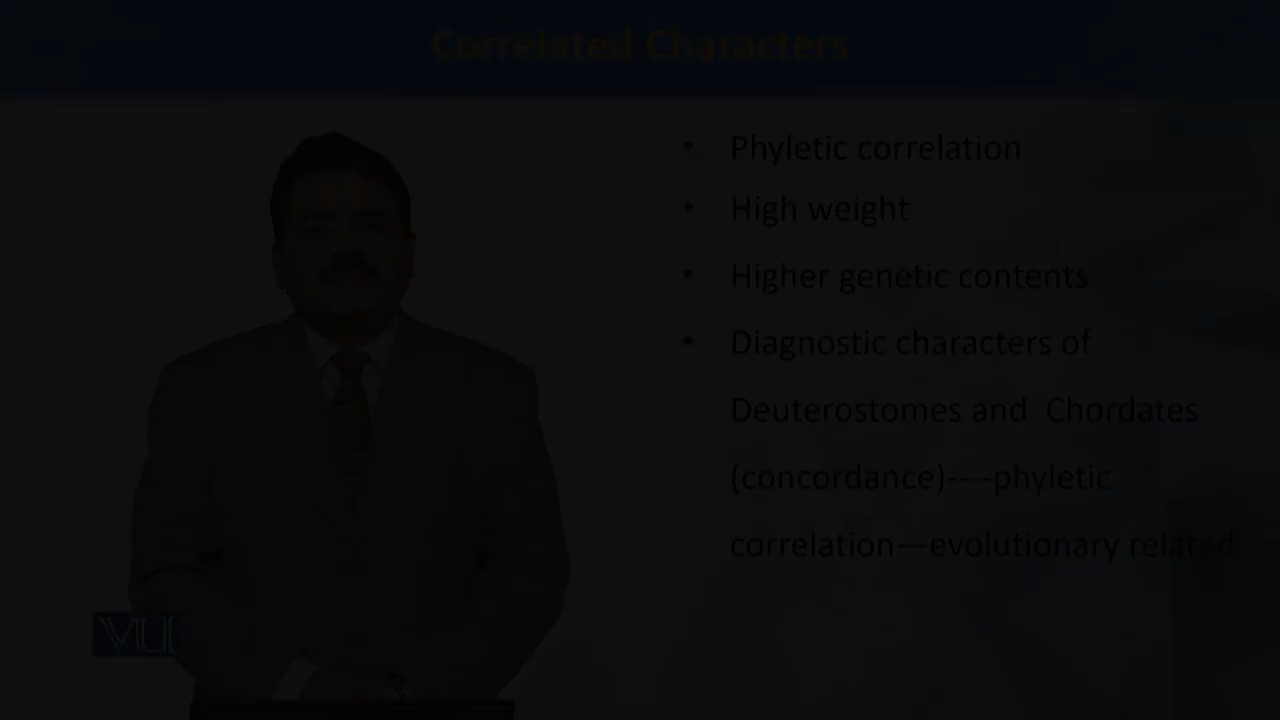 Correlated Characters
• Phyletic correlation
• High weight
• Higher genetic contents
• Diagnostic characters of
Deuterostomes and Chordates
(concordance)----phyletic
correlation—evolutionary related
VU